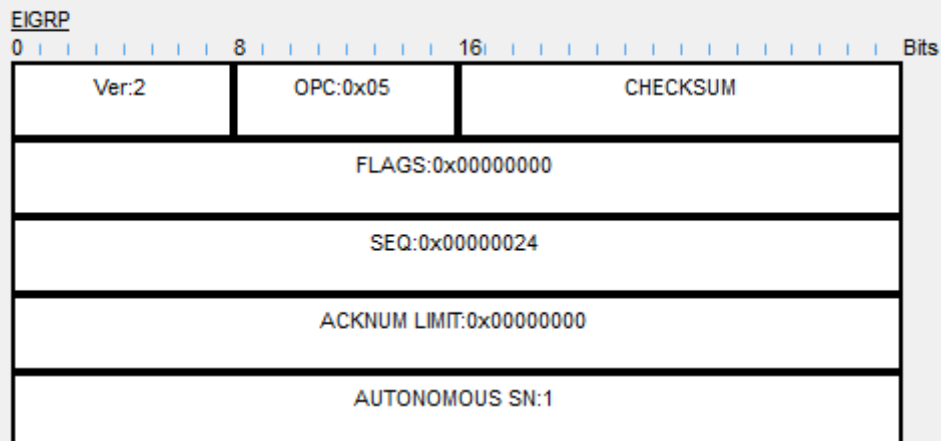 EIGRP
0 8 16 Bits
Ver:2 OPC:0x05 CHECKSUM
FLAGS:0x00000000
SEQ:0x00000024
ACKNUM LIMIT:0x00000000
AUTONOMOUS SN:1